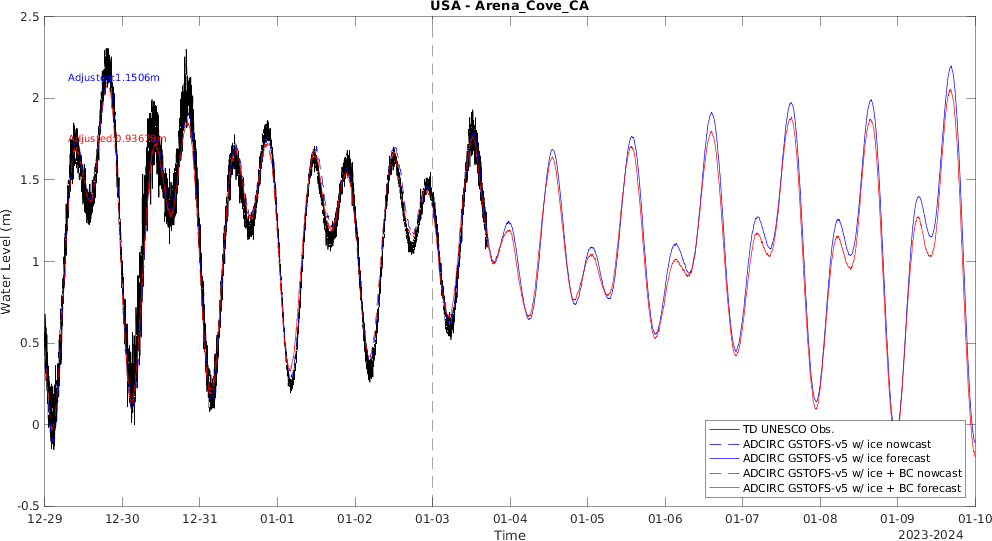 USA - Arena_Cove_CA
2.5
2
1.5
1
0.5
0
-0.5
Water Level (m)
Adjusted:1.1506m
12-29
12-30
12-31
01-01
01-02
01-03
01-04
01-05
01-06
01-07
01-08
01-09
01-10
Time
2023-2024
TD UNESCO Obs.
ADCIRC GSTOFS-v5 w/ ice nowcast
ADCIRC GSTOFS-v5 w/ ice forecast
ADCIRC GSTOFS-v5 w/ ice + BC nowcast
ADCIRC GSTOFS-v5 w/ ice + BC forecast